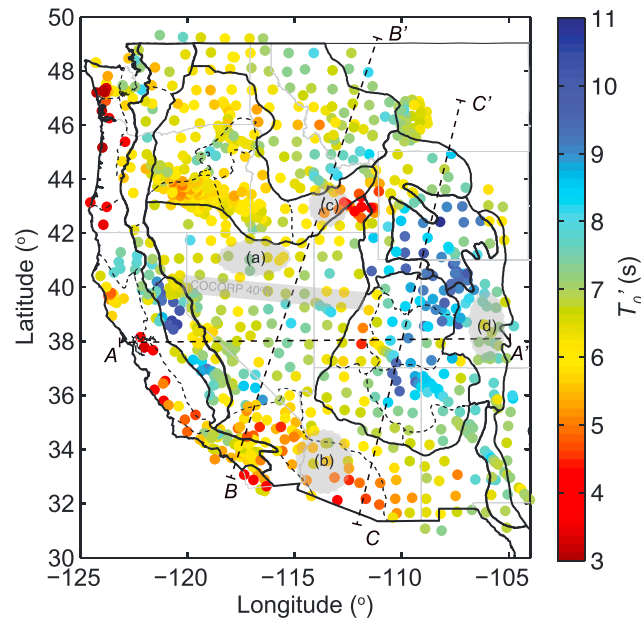 50
48
46
44
42
40
38
36
34
32
30
Latitude (o)
−125
−120
−115
−110
−105
Longitude (o)
B'
C'
(c)
(a)
COCORP 40°N
(d)
A
A'
(b)
B
C
11
10
9
8
7
6
5
4
3
T0' (s)